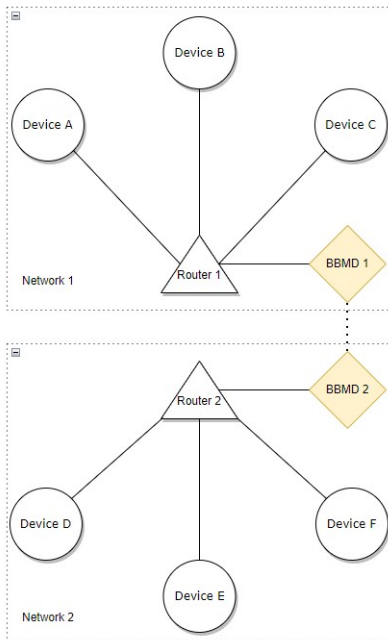 Device B
Device A
Device C
Router 1
BBMD 1
Network 1
Router 2
BBMD 2
Device D
Device F
Device E
Network 2